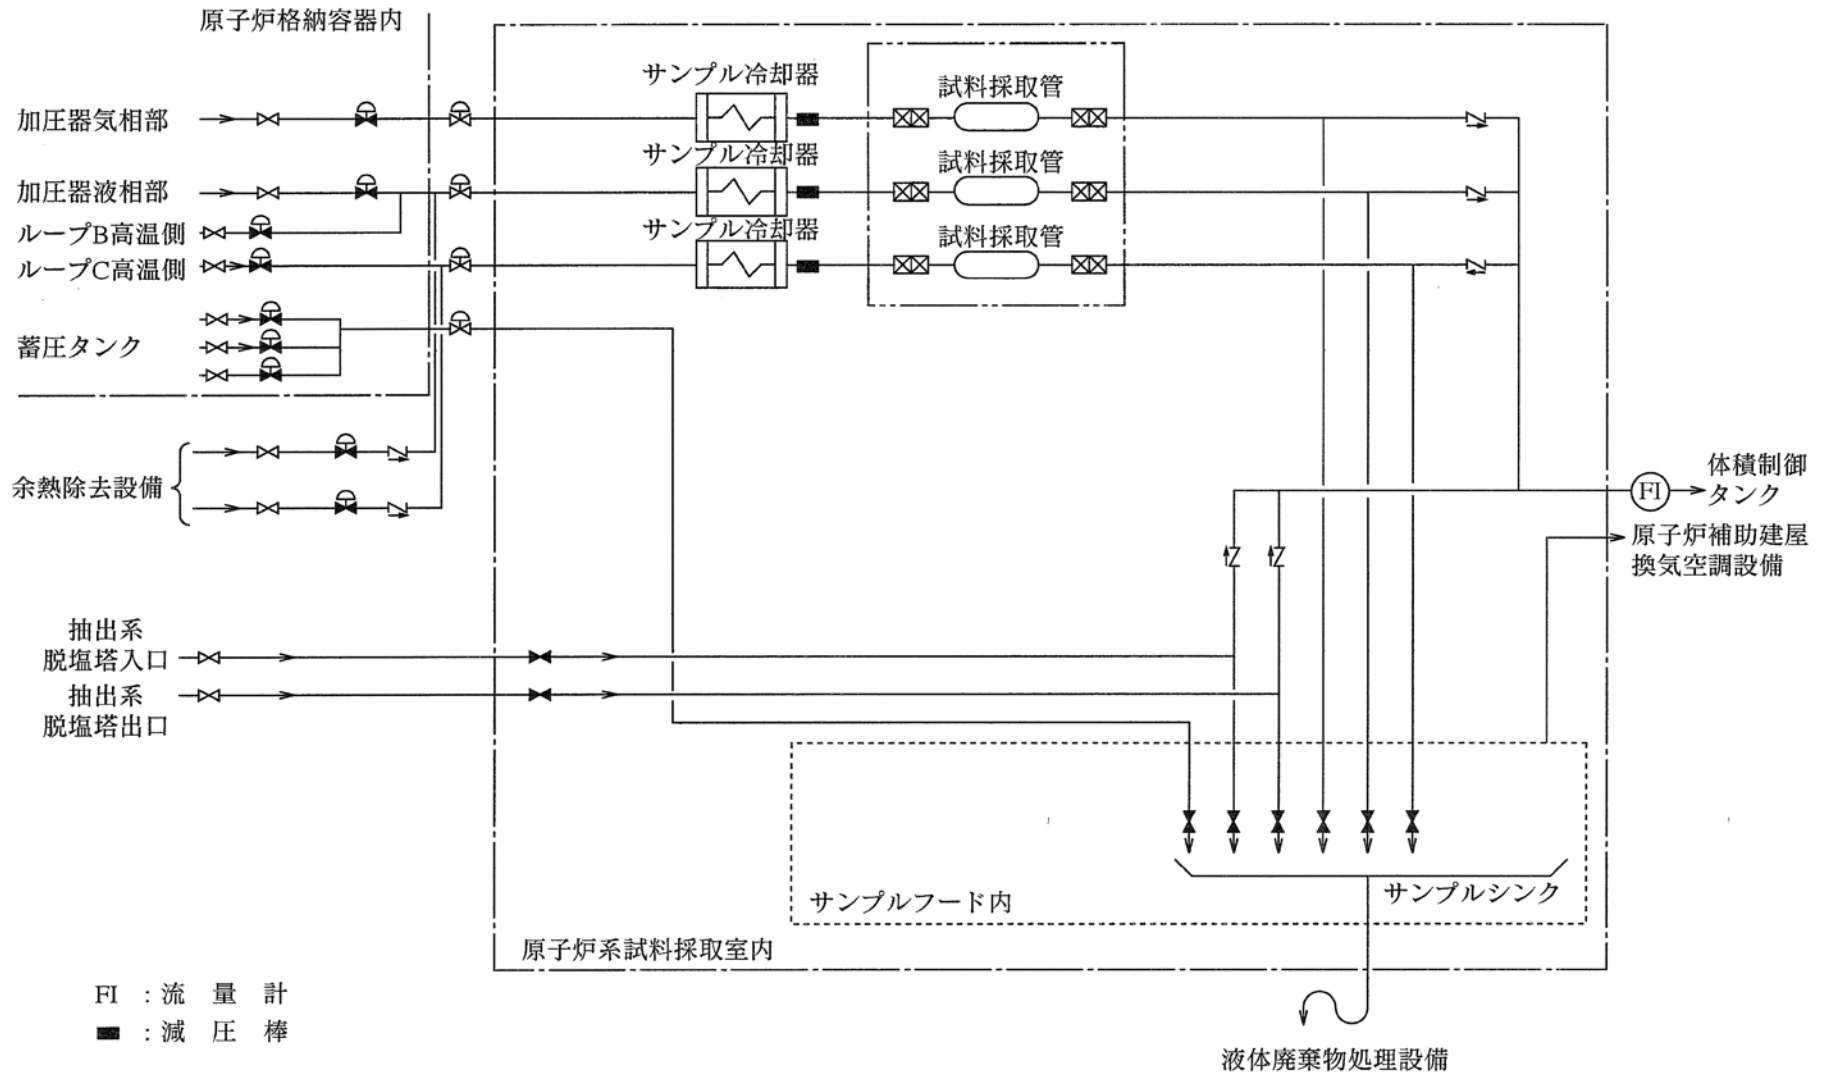 原子炉格納容器内
サンプル冷却器
試料採取管
加圧器気相部
サンプル冷却器
試料採取管
加圧器液相部
ループB高温側
サンプル冷却器
試料採取管
ループC高温側
蓄圧タンク
余熱除去設備
FI
体積制御
タンク
原子炉補助建屋
換気空調設備
抽出系
脱塩塔入口
抽出系
脱塩塔出口
サンプルシンク
サンプルフード内
原子炉系試料採取室内
FI :流量計
:減圧棒
液体廃棄物処理設備